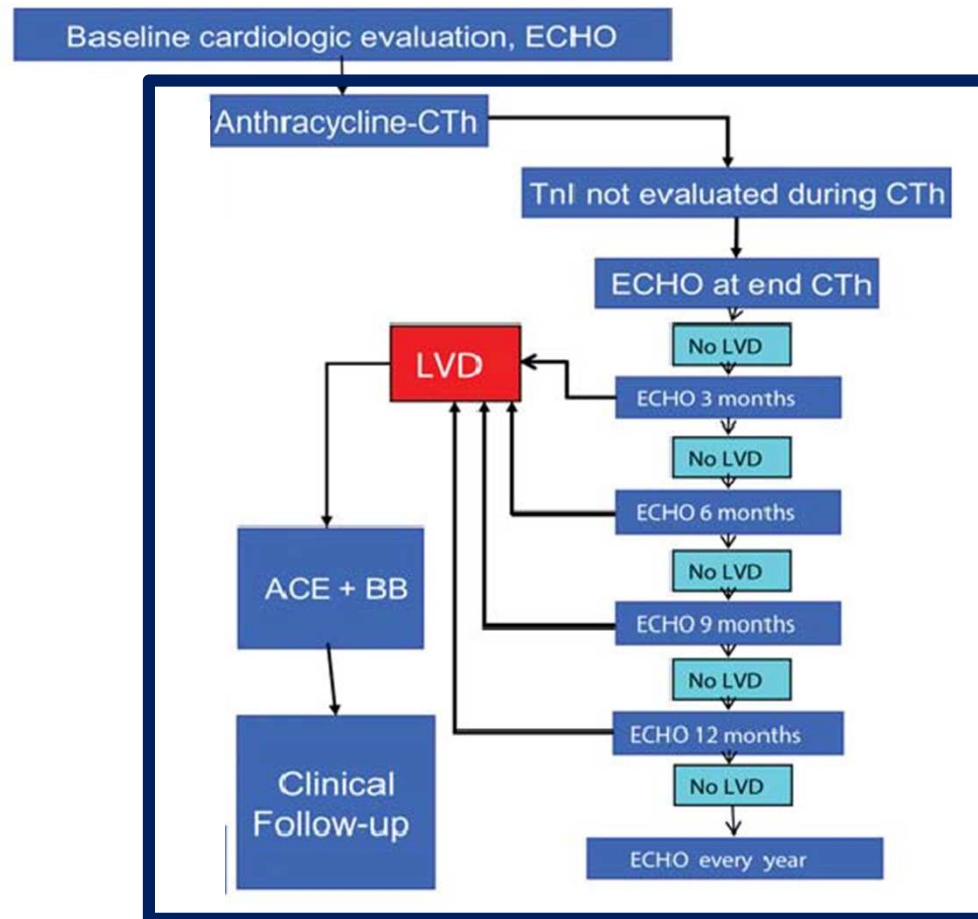 Baseline cardiologic evaluation, ECHO
Anthracycline-CTh
TnI not evaluated during CTh
ECHO at end CTh
No LVD
LVD
ECHO 3 months
No LVD
ECHO 6 months
No LVD
ACE + BB
ECHO 9 months
No LVD
ECHO 12 months
No LVD
Clinical
Follow-up
ECHO every year